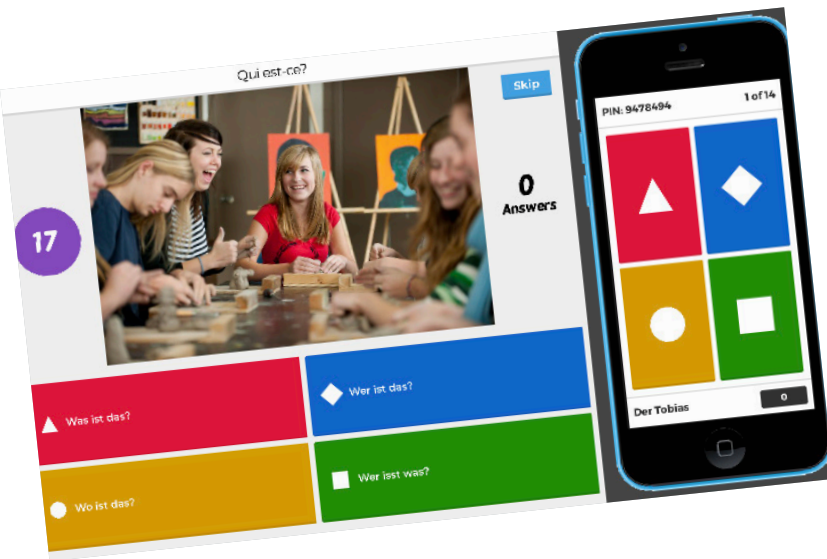 Qui est-ce?
Skip
17
0
Answers
Was ist das?
Wer ist das?
Wo ist das?
Wer isst was?
PIN: 9478494
1 of 14
Der Tobias
0